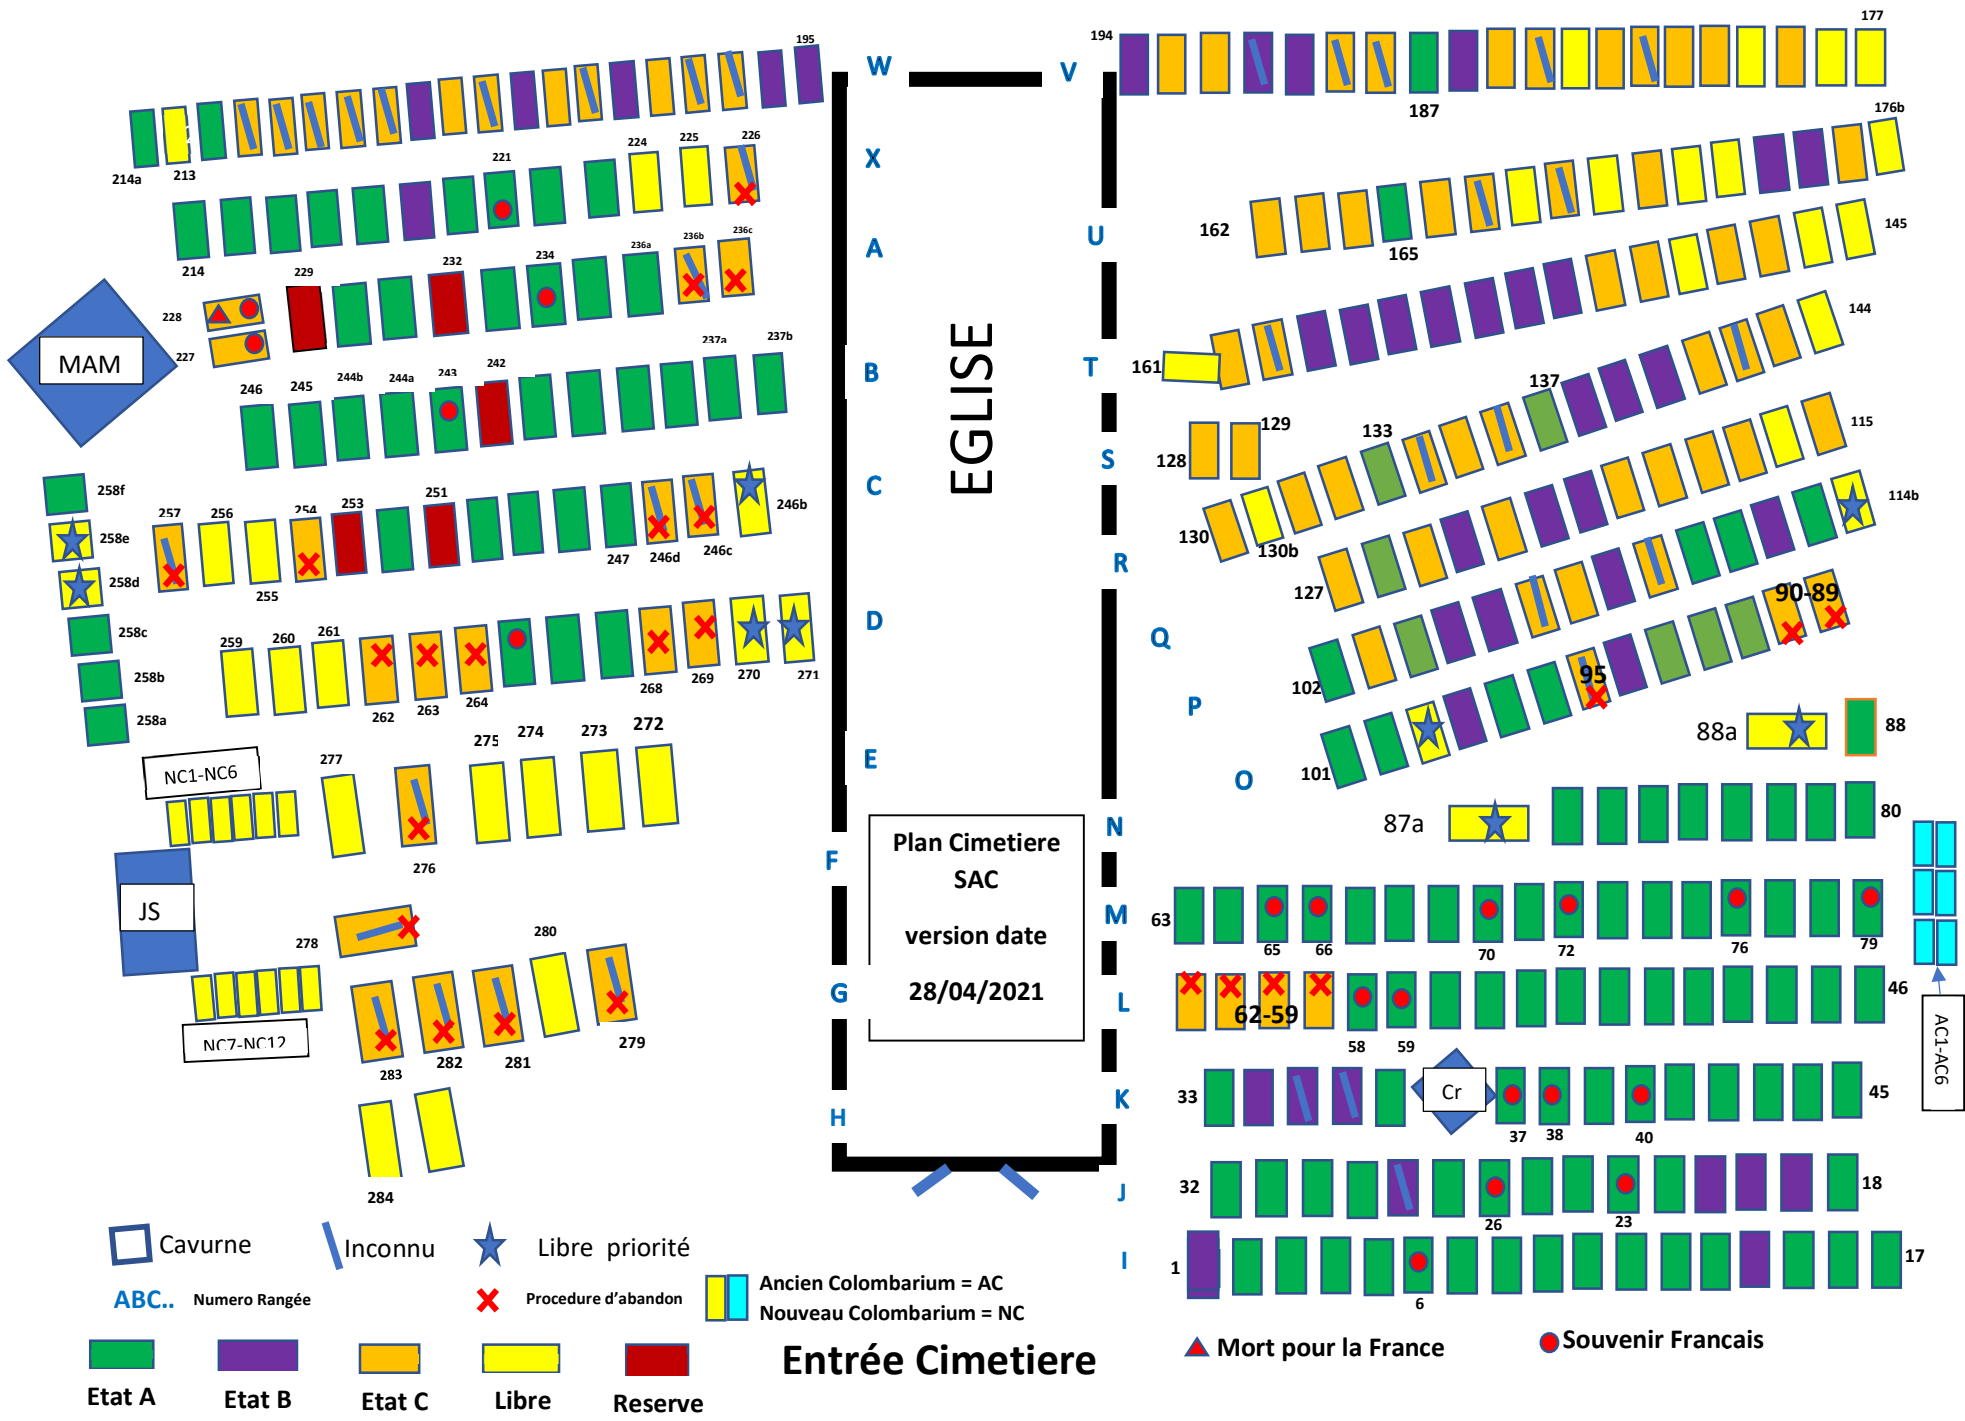 177
195
W
V
194
187
176b
214a
213
224
225
226
221
X
162
165
145
U
214
A
236a
236b
236c
234
232
229
228
227
MAM
EGLISE
144
161
T
137
237a
237b
B
246
245
244b
244a
243
242
129
128
133
S
115
130
130b
C
258f
258e
258d
258c
258b
258a
257
256
255
254
253
251
247
246d
246c
246b
R
127
114b
D
259
260
261
262
263
264
268
269
270
271
Q
102
90-89
95
P
88a
88
101
O
E
NC1-NC6
277
276
275
274
273
272
87a
80
N
F
Plan Cimetiere
SAC
version date
28/04/2021
JS
M
63
65
66
70
72
76
79
278
280
G
L
62-59
58
59
46
NC7-NC12
283
282
281
279
AC1-AC6
33
Cr
37
38
40
45
K
H
284
J
32
26
23
18
I
1
6
17
Cavurne
Inconnu
Libre priorité
ABC..
Numero Rangée
Procedure d’abandon
Ancien Colombarium = AC
Nouveau Colombarium = NC
Entrée Cimetiere
Mort pour la France
Souvenir Francais
Etat A
Etat B
Etat C
Libre
Reserve